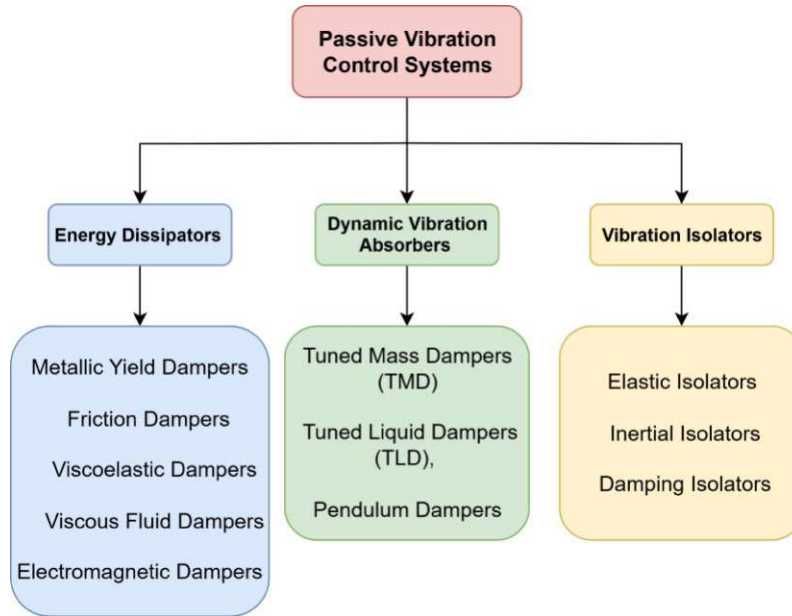 Passive Vibration
Control Systems
Energy Dissipators
Dynamic Vibration
Absorbers
Vibration Isolators
Metallic Yield Dampers
Friction Dampers
Viscoelastic Dampers
Viscous Fluid Dampers
Electromagnetic Dampers
Tuned Mass Dampers
(TMD)
Tuned Liquid Dampers
(TLD),
Pendulum Dampers
Elastic Isolators
Inertial Isolators
Damping Isolators